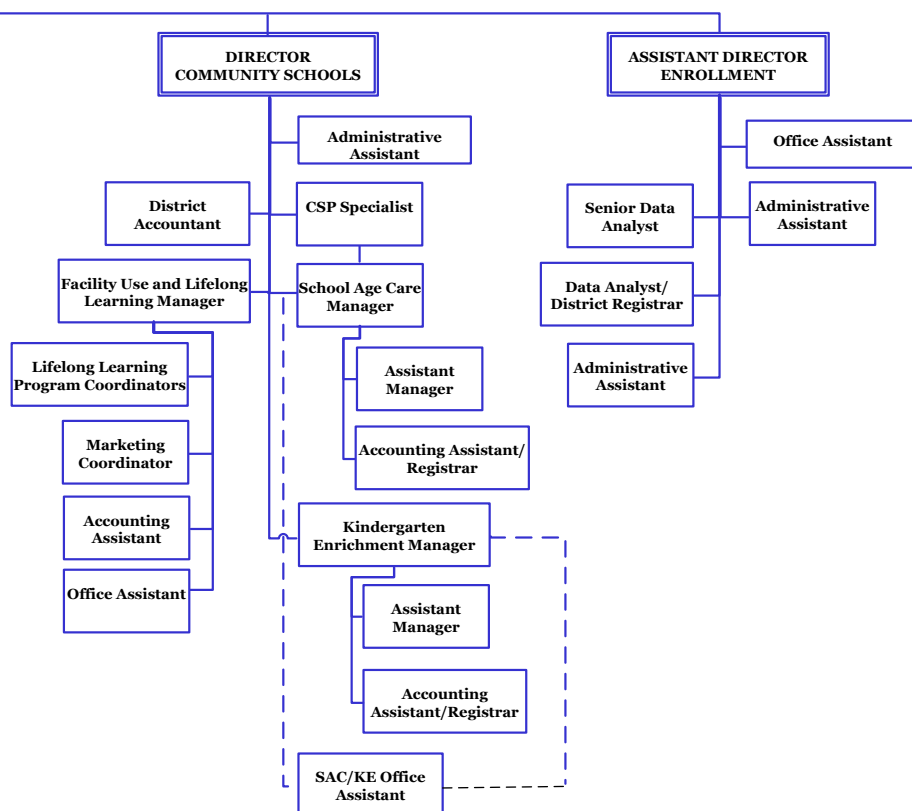 DIRECTOR
COMMUNITY SCHOOLS
ASSISTANT DIRECTOR
ENROLLMENT
Administrative
Assistant
Office Assistant
District
Accountant
CSP Specialist
Senior Data
Analyst
Administrative
Assistant
Facility Use and Lifelong
Learning Manager
School Age Care
Manager
Data Analyst/
District Registrar
Lifelong Learning
Program Coordinators
Assistant
Manager
Administrative
Assistant
Marketing
Coordinator
Accounting Assistant/
Registrar
Accounting
Assistant
Kindergarten
Enrichment Manager
Office Assistant
Assistant
Manager
Accounting
Assistant/Registrar
SAC/KE Office
Assistant